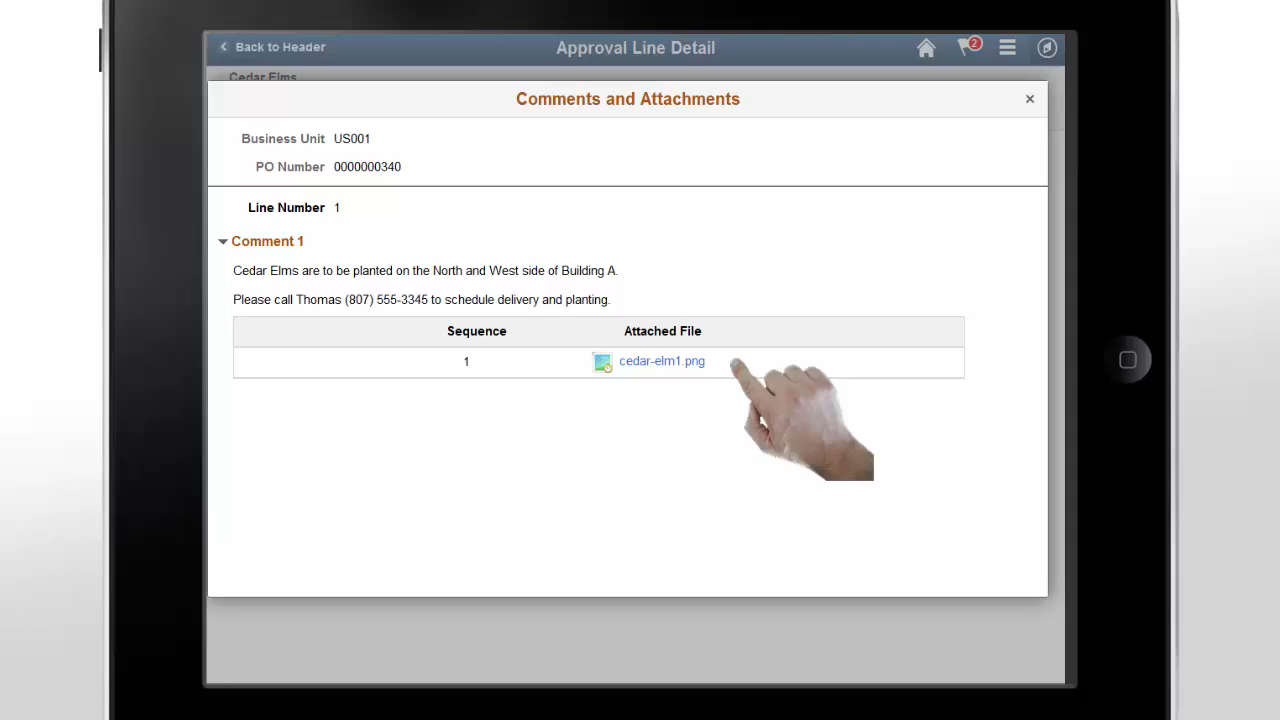 Back to Header
Approval Line Detail
2
Cedar Elms
Comments and Attachments
×
Business Unit US001
PO Number 0000000340
Line Number 1
Comment 1
Cedar Elms are to be planted on the North and West side of Building A.
Please call Thomas (807) 555-3345 to schedule delivery and planting.
Sequence Attached File
1 cedar-elm1.png